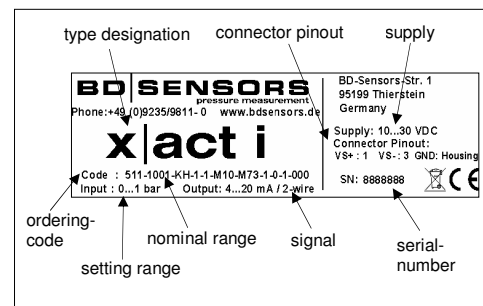 type designation
connector pinout
supply
BD|SENSORS
pressure measurement
Phone:+49 (0)9235/9811- 0 www.bdsensors.de
x|act i
Code : 511-1001-KH-1-1-M10-M73-1-0-1-000
Input : 0...1 bar Output: 4...20 mA / 2-wire
BD-Sensors-Str. 1
95199 Thierstein
Germany
Supply: 10...30 VDC
Connector Pinout:
VS+ : 1 VS- : 3 GND: Housing
SN: 8888888 CE
ordering-
code
setting range
nominal range
signal
serial-
number